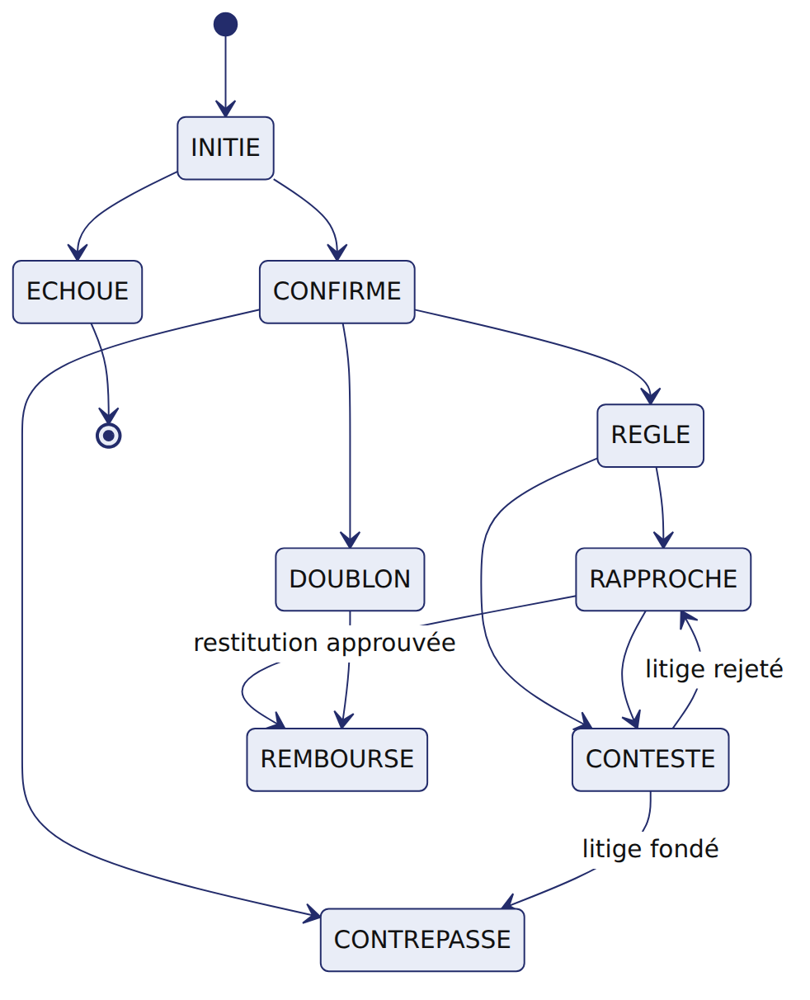 INITIE
ECHOUE
CONFIRME
REGLE
DOUBLON
RAPPROCHE
restitution approuvée
litige rejeté
REMBOURSE
CONTESTE
litige fondé
CONTREPASSE